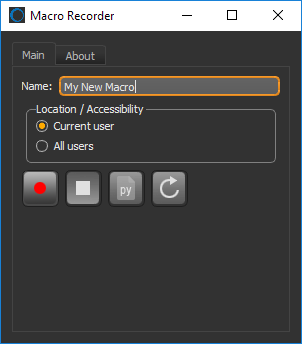 Macro Recorder
Main About
Name: My New Macro
Location / Accessibility
Current user
All users
py